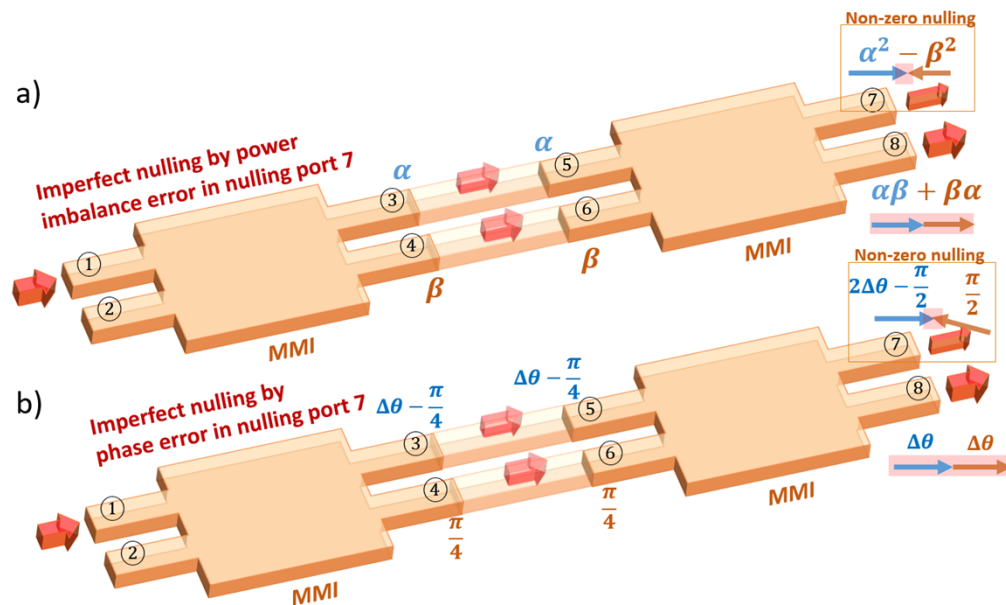 a)
Imperfect nulling by power
imbalance error in nulling port 7
Non-zero nulling
α² − β²
①
②
③
④
⑤
⑥
⑦
⑧
α
α
β
β
MMI
MMI
αβ + βα
b)
Imperfect nulling by
phase error in nulling port 7
Non-zero nulling
2Δθ − π/2
π/2
①
②
③
④
⑤
⑥
⑦
⑧
Δθ − π/4
Δθ − π/4
π/4
π/4
MMI
MMI
Δθ
Δθ